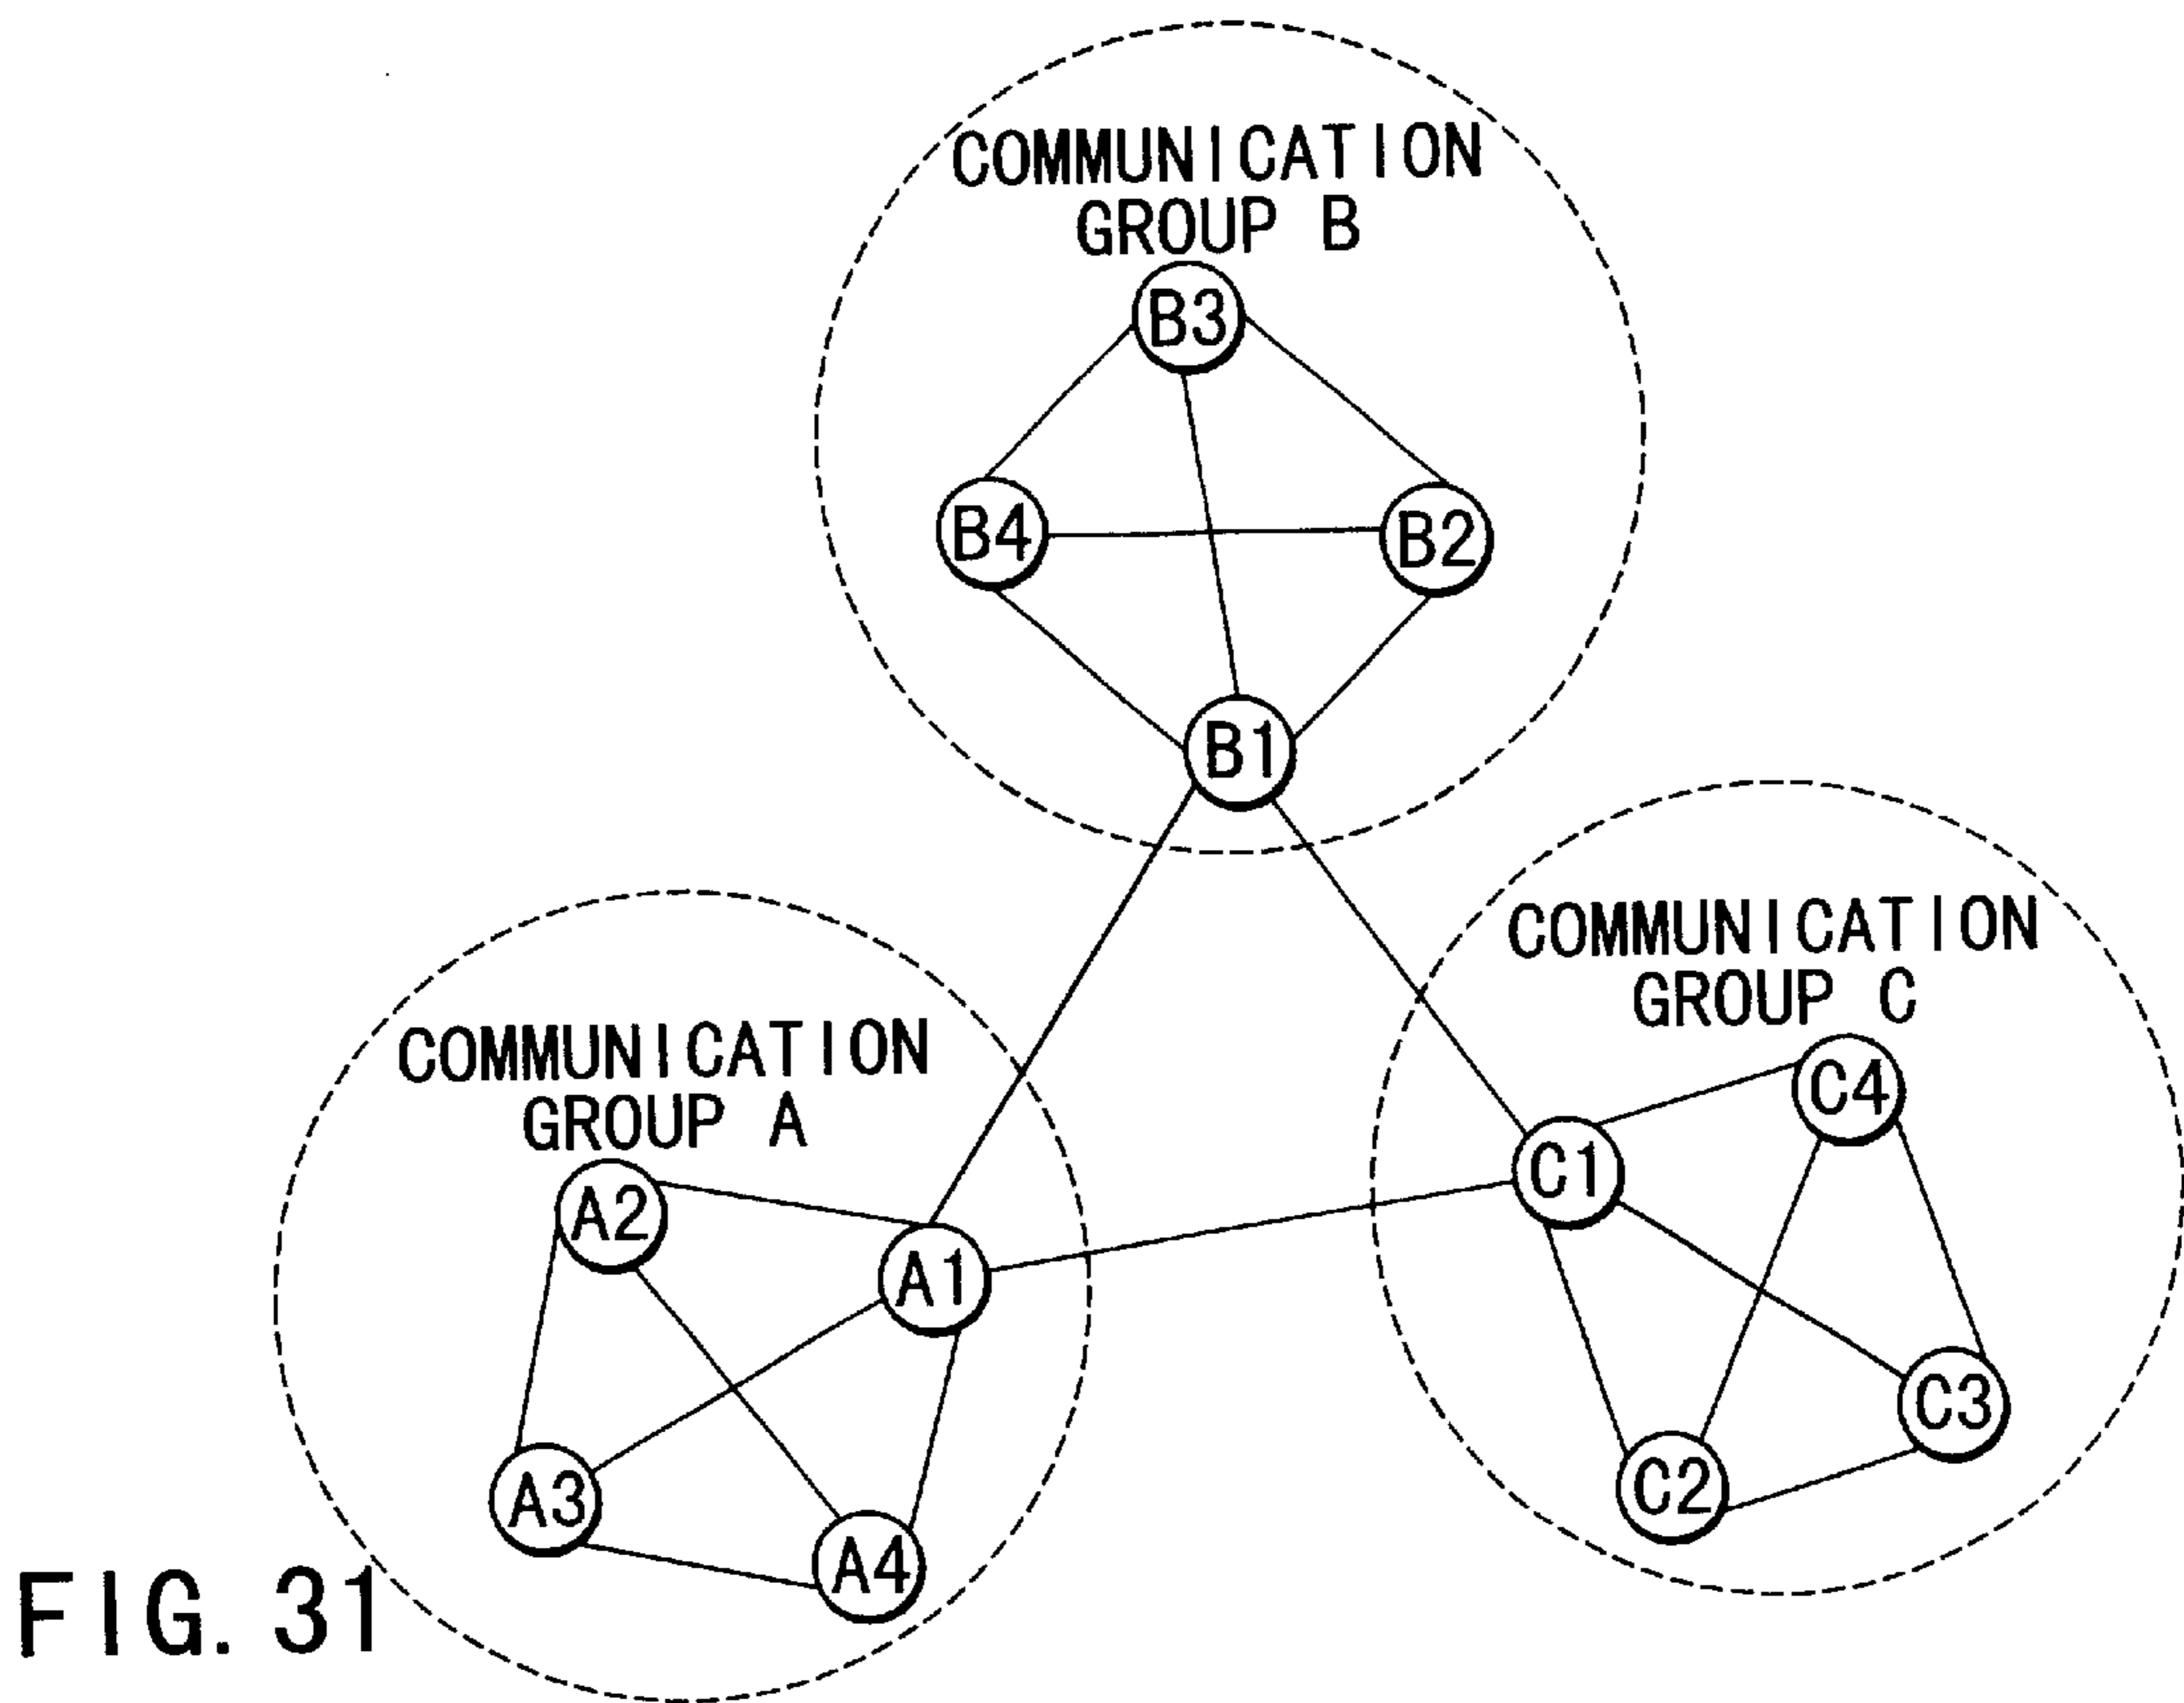 COMMUNICATION
GROUP B
B3
B4
B2
B1
COMMUNICATION
GROUP C
C4
C1
C3
C2
COMMUNICATION
GROUP A
A2
A1
A3
A4
FIG. 31